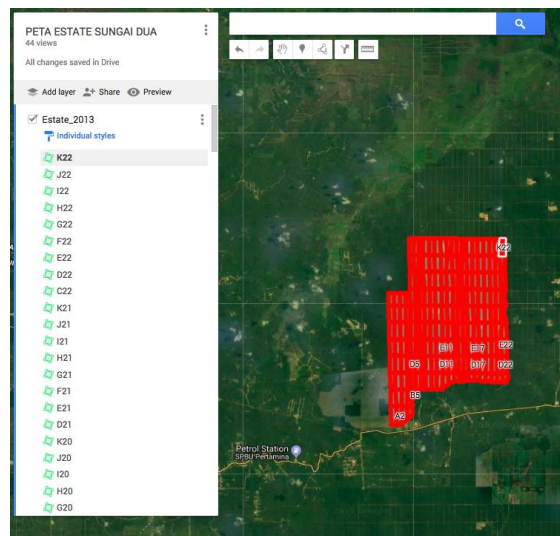 PETA ESTATE SUNGAI DUA
44 views
All changes saved in Drive
Add layer Share Preview
Estate_2013
Individual styles
K22
J22
I22
H22
G22
F22
E22
D22
C22
K21
J21
I21
H21
G21
F21
E21
D21
K20
J20
I20
H20
G20
K22
E11 E17 E22
D5 D11 D17 D22
B5
A2
Petrol Station
SPBU Pertamina